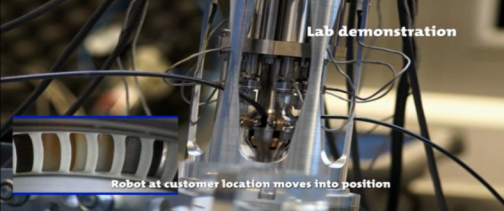 Lab demonstration
Robot at customer location moves into position